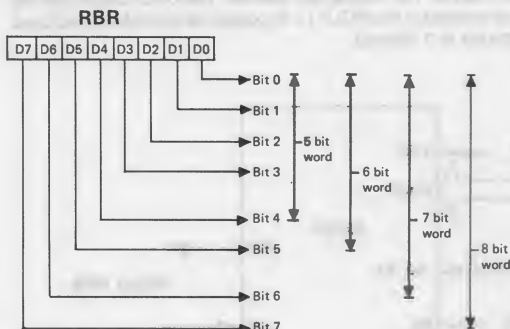 RBR
D7 D6 D5 D4 D3 D2 D1 D0
Bit 0
Bit 1
Bit 2
5 bit
word
Bit 3
6 bit
word
Bit 4
7 bit
word
Bit 5
8 bit
word
Bit 6
Bit 7